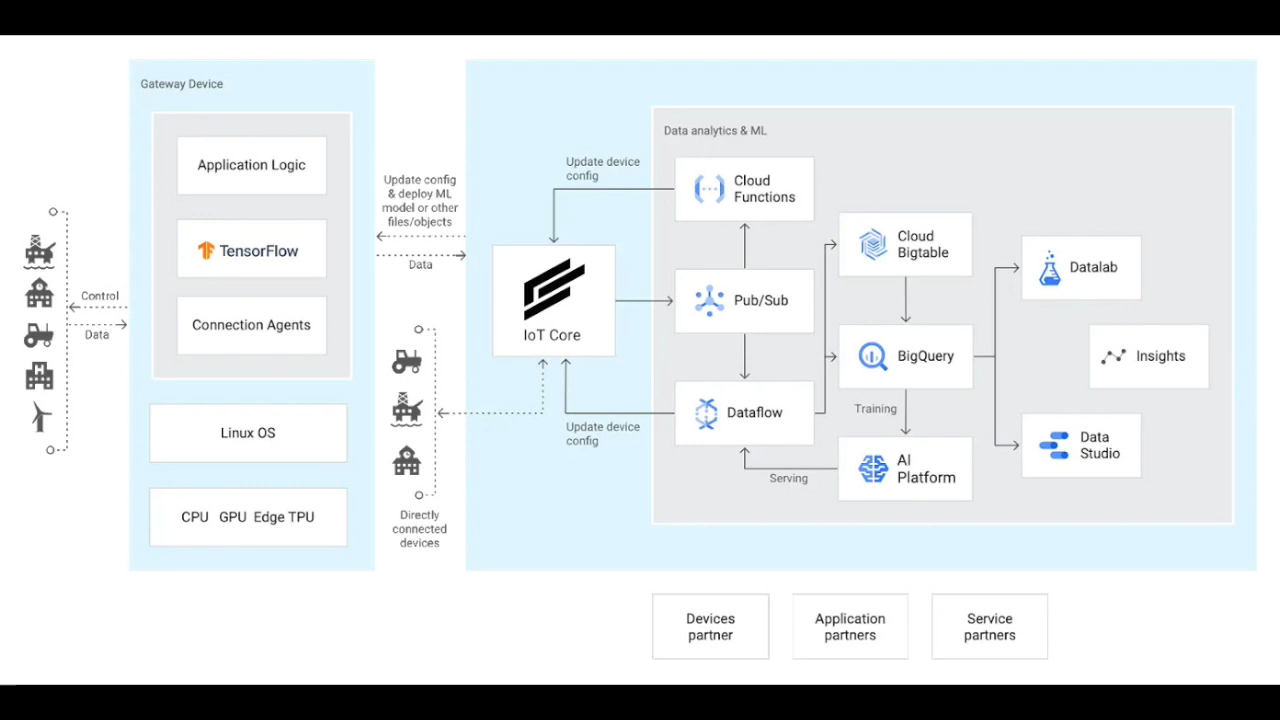 Gateway Device
Application Logic
TensorFlow
Connection Agents
Linux OS
CPU GPU Edge TPU
Control
Data
Update config
& deploy ML
model or other
files/objects
Data
Directly
connected
devices
IoT Core
Update device
config
Update device
config
Data analytics & ML
Cloud
Functions
Pub/Sub
Dataflow
Cloud
Bigtable
BigQuery
Training
AI
Platform
Serving
Datalab
Insights
Data
Studio
Devices
partner
Application
partners
Service
partners